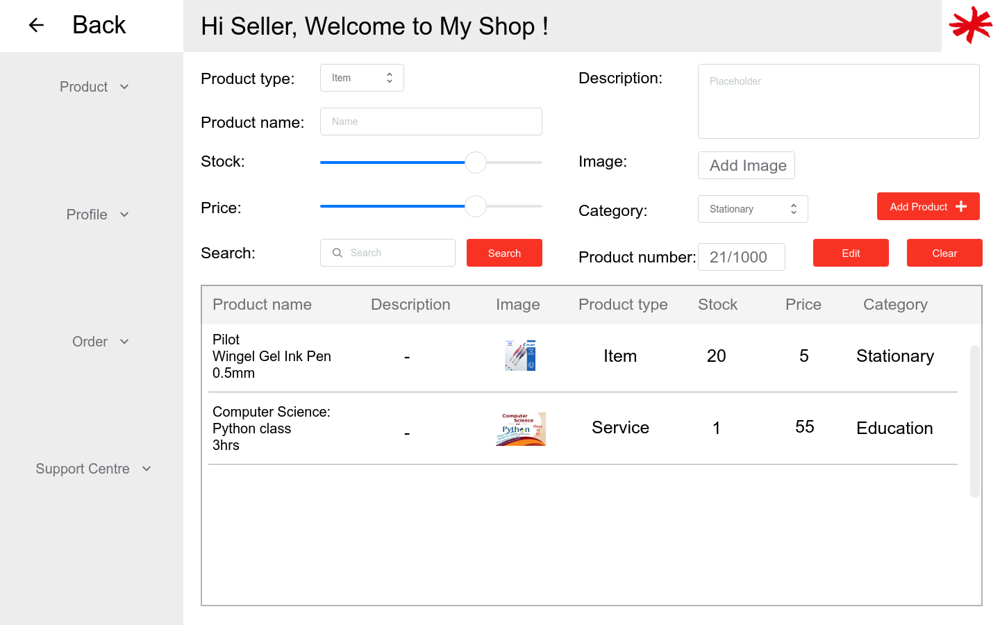 Back
Hi Seller, Welcome to My Shop !
Product
Profile
Order
Support Centre
Product type:
Item
Product name:
Name
Stock:
Price:
Search:
Search
Search
Description:
Placeholder
Image:
Add Image
Category:
Stationary
Add Product
Product number:
21/1000
Edit
Clear
Product name Description Image Product type Stock Price Category
Pilot
Wingel Gel Ink Pen
0.5mm
- Item 20 5 Stationary
Computer Science:
Python class
3hrs
-
Computer
Science
Python
Class
XI
Service 1 55 Education